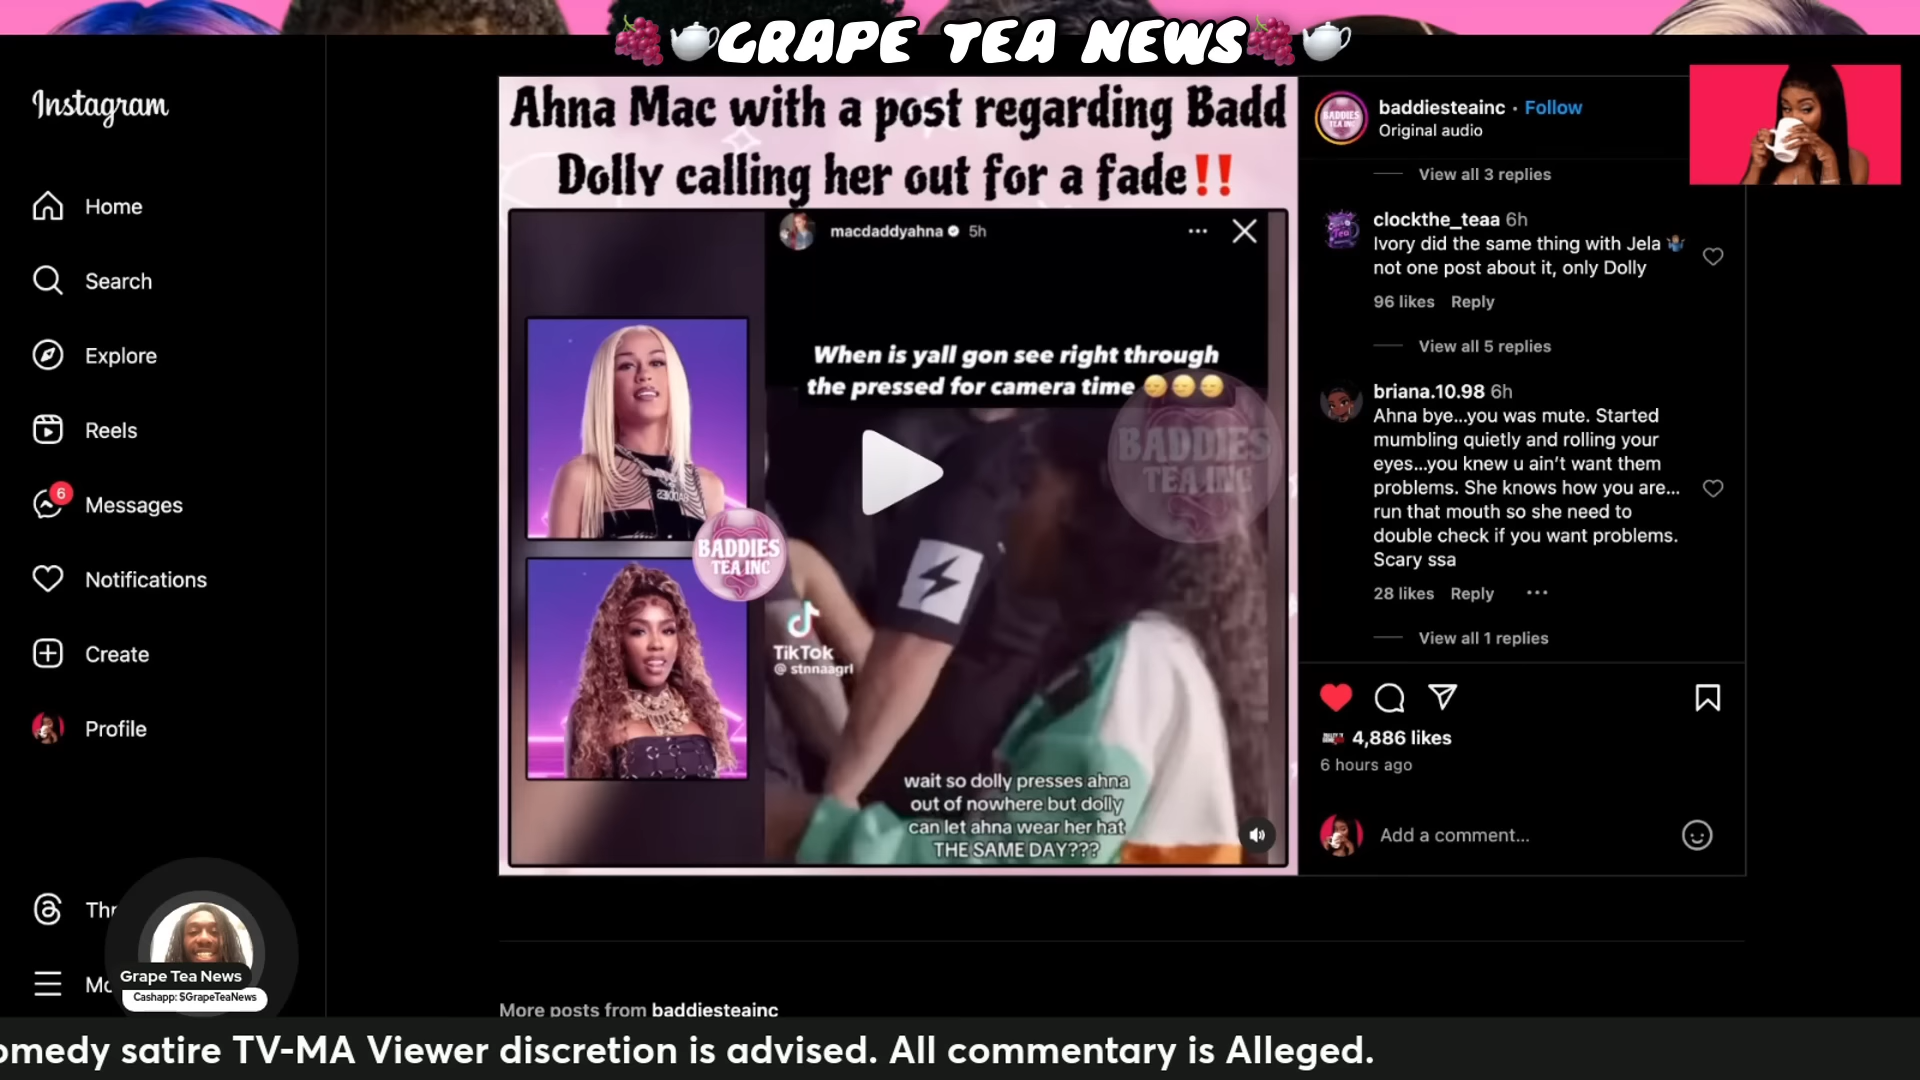 GRAPE TEA NEWS
Instagram
Home
Search
Explore
Reels
6
Messages
Notifications
Create
Profile
Thr
Grape Tea News
Mo
Cashapp: $GrapeTeaNews
Ahna Mac with a post regarding Badd
Dolly calling her out for a fade‼️
macdaddyahna 5h
When is yall gon see right through
the pressed for camera time 😑😑😑
BADDIES
TEA INC
BADDIES
TEA INC
TikTok
@ stnnaagrl
wait so dolly presses ahna
out of nowhere but dolly
can let ahna wear her hat
THE SAME DAY???
BADDIES
TEA INC
baddiesteainc · Follow
Original audio
View all 3 replies
clockthe_teaa 6h
Ivory did the same thing with Jela 🤷🏽‍♂️
not one post about it, only Dolly
96 likes Reply
View all 5 replies
briana.10.98 6h
Ahna bye...you was mute. Started
mumbling quietly and rolling your
eyes...you knew u ain’t want them
problems. She knows how you are...
run that mouth so she need to
double check if you want problems.
Scary ssa
28 likes Reply ...
View all 1 replies
4,886 likes
6 hours ago
Add a comment...
More posts from baddiesteainc
omedy satire TV-MA Viewer discretion is advised. All commentary is Alleged.